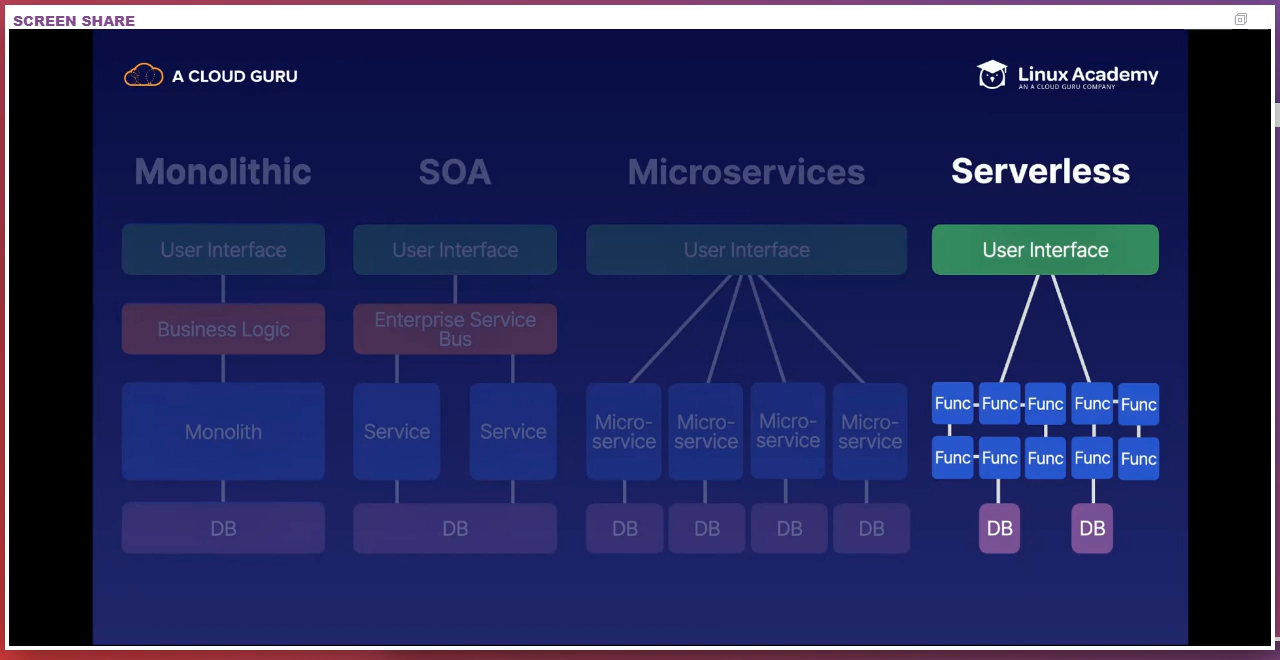 SCREEN SHARE
A CLOUD GURU
Linux Academy
AN A CLOUD GURU COMPANY
Monolithic
User Interface
Business Logic
Monolith
DB
SOA
User Interface
Enterprise Service
Bus
Service Service
DB
Microservices
User Interface
Micro-
service
Micro-
service
Micro-
service
Micro-
service
DB DB DB DB
Serverless
User Interface
Func Func Func Func Func
Func Func Func Func Func
DB DB